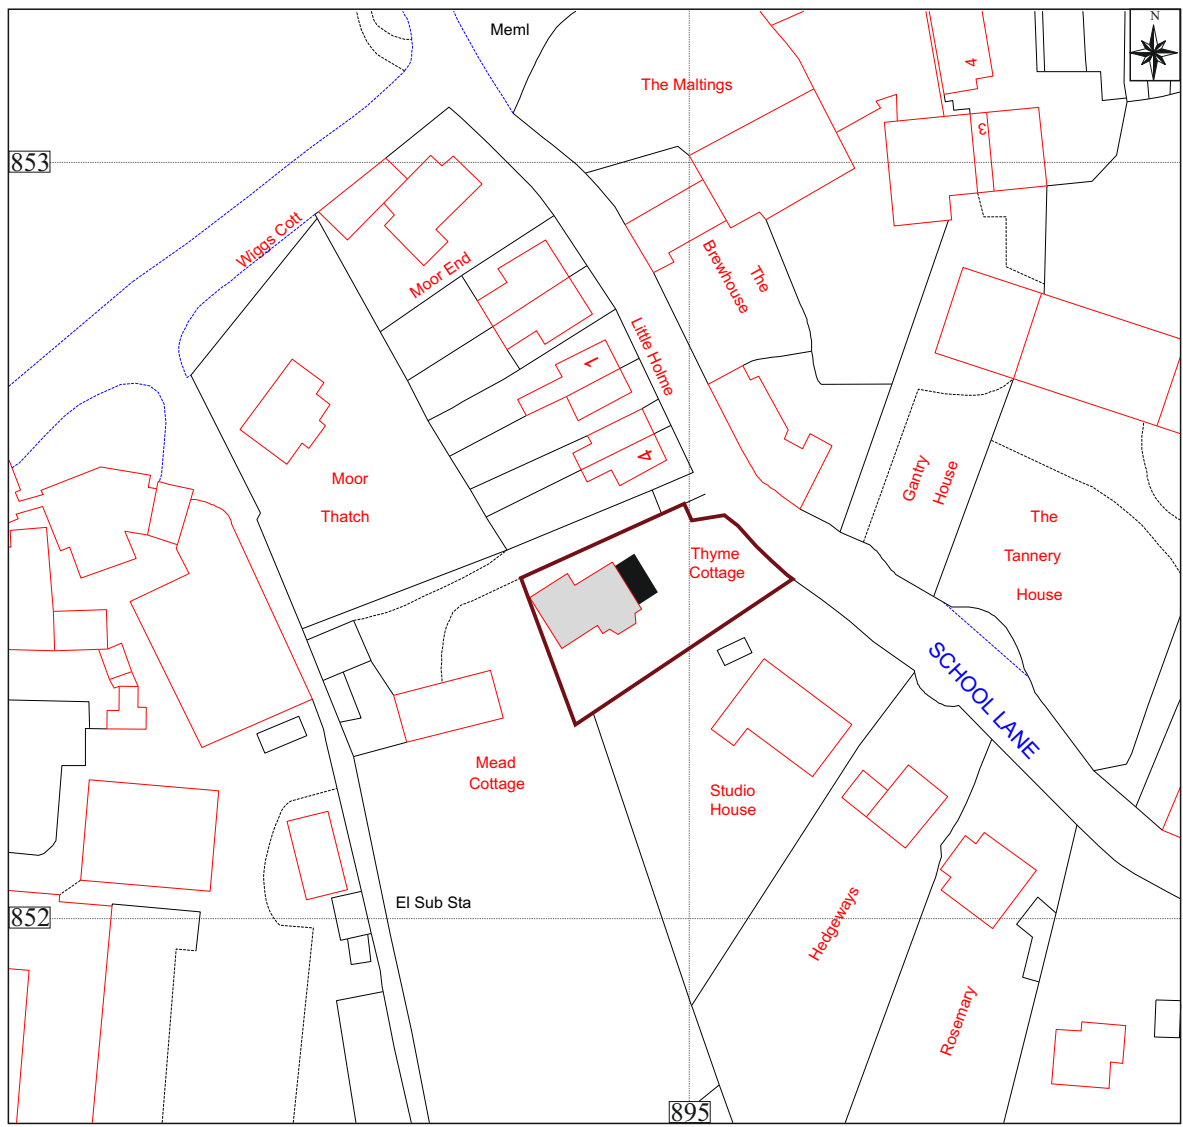 N
Meml
The Maltings
4
3
853
Wiggs Cott
Moor End
The
Brewhouse
Little Holme
1
4
Moor
Thatch
Gantry
House
The
Tannery
House
Thyme
Cottage
SCHOOL LANE
Mead
Cottage
Studio
House
El Sub Sta
852
Hedgeways
Rosemary
895